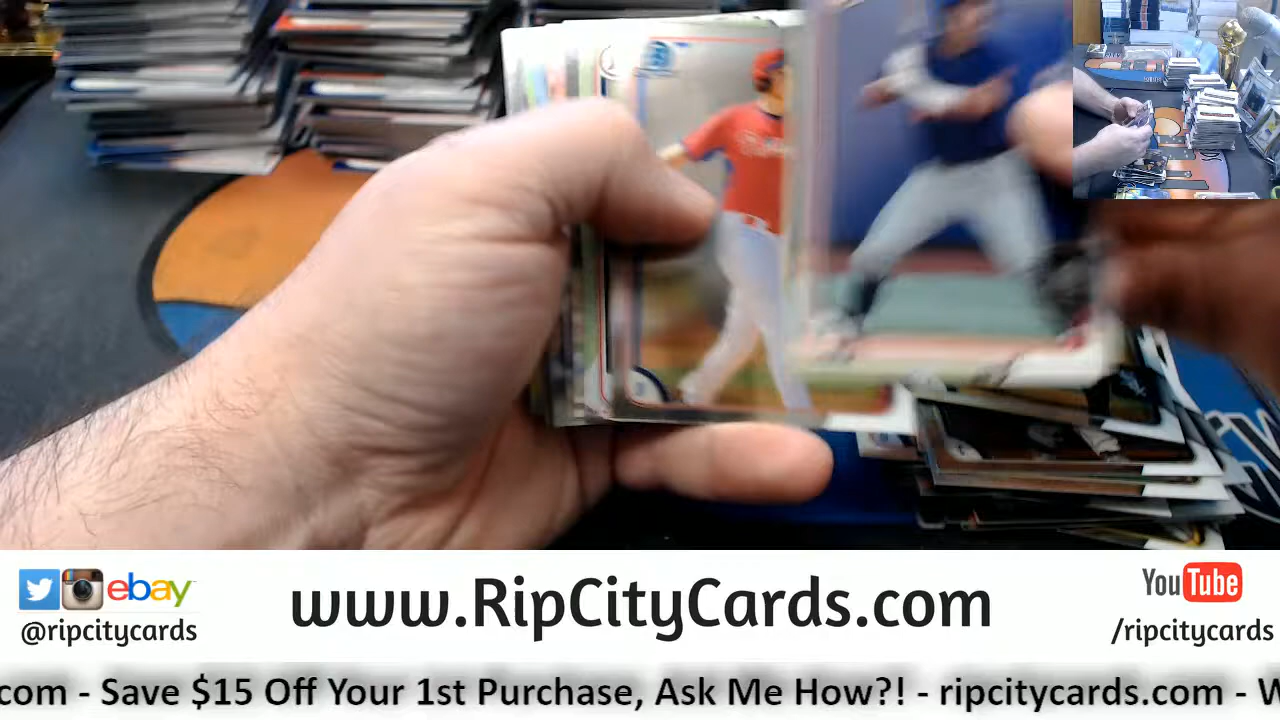 ebay
@ripcitycards
www.RipCityCards.com
YouTube
/ripcitycards
.com - Save $15 Off Your 1st Purchase, Ask Me How?! - ripcitycards.com - W